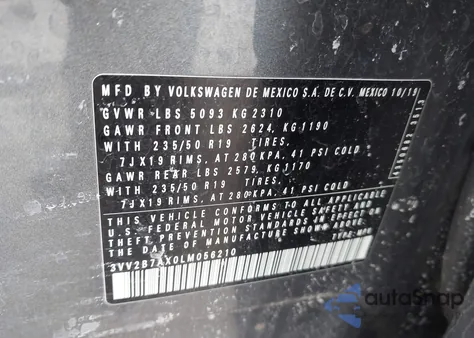 MFD BY VOLKSWAGEN DE MEXICO S.A. DE C.V. MEXICO 10/19
GVWR LBS 5093 KG 2310
GAWR FRONT LBS 2624, KG 1190
WITH 235/50 R19 TIRES,
7JX19 RIMS, AT 280 KPA, 41 PSI COLD
GAWR REAR LBS 2579, KG 1170
WITH 235/50 R19 TIRES,
7JX19 RIMS, AT 280 KPA, 41 PSI COLD
THIS VEHICLE CONFORMS TO ALL APPLICABLE
U.S. FEDERAL MOTOR VEHICLE SAFETY AND
THEFT PREVENTION STANDARDS IN EFFECT ON
THE DATE OF MANUFACTURE SHOWN ABOVE
3VV2B7AX0LM056210
autoSnap